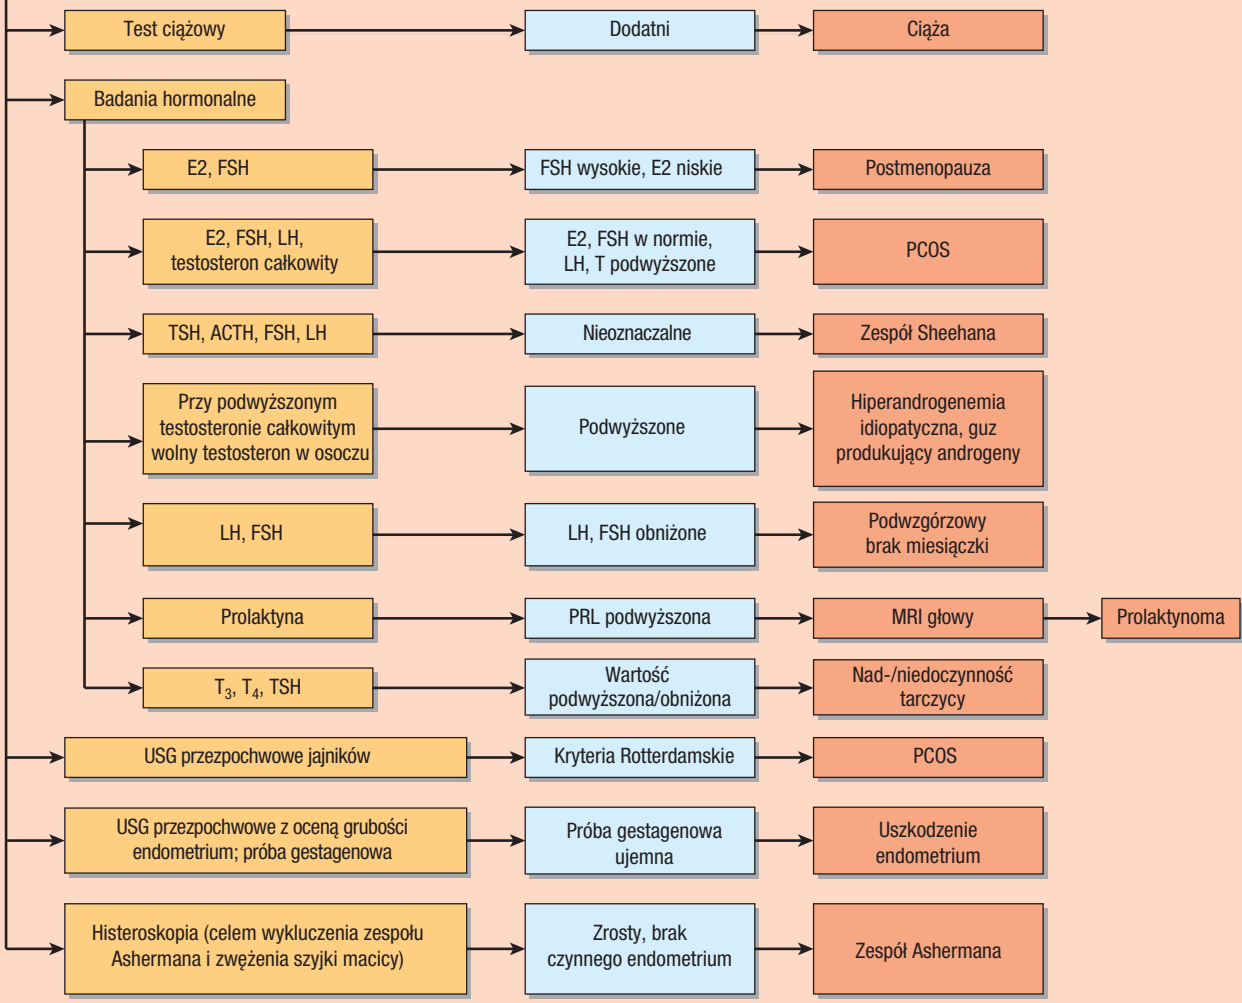 Test ciążowy
Dodatni
Ciąża
Badania hormonalne
E2, FSH
FSH wysokie, E2 niskie
Postmenopauza
E2, FSH, LH,
testosteron całkowity
E2, FSH w normie,
LH, T podwyższone
PCOS
TSH, ACTH, FSH, LH
Nieoznaczalne
Zespół Sheehana
Przy podwyższonym
testosteronie całkowitym
wolny testosteron w osoczu
Podwyższone
Hiperandrogenemia
idiopatyczna, guz
produkujący androgeny
LH, FSH
LH, FSH obniżone
Podwzgórzowy
brak miesiączki
Prolaktyna
PRL podwyższona
MRI głowy
Prolaktynoma
T₃, T₄, TSH
Wartość
podwyższona/obniżona
Nad-/niedoczynność
tarczycy
USG przezpochwowe jajników
Kryteria Rotterdamskie
PCOS
USG przezpochwowe z oceną grubości
endometrium; próba gestagenowa
Próba gestagenowa
ujemna
Uszkodzenie
endometrium
Histeroskopia (celem wykluczenia zespołu
Ashermana i zwężenia szyjki macicy)
Zrosty, brak
czynnego endometrium
Zespół Ashermana